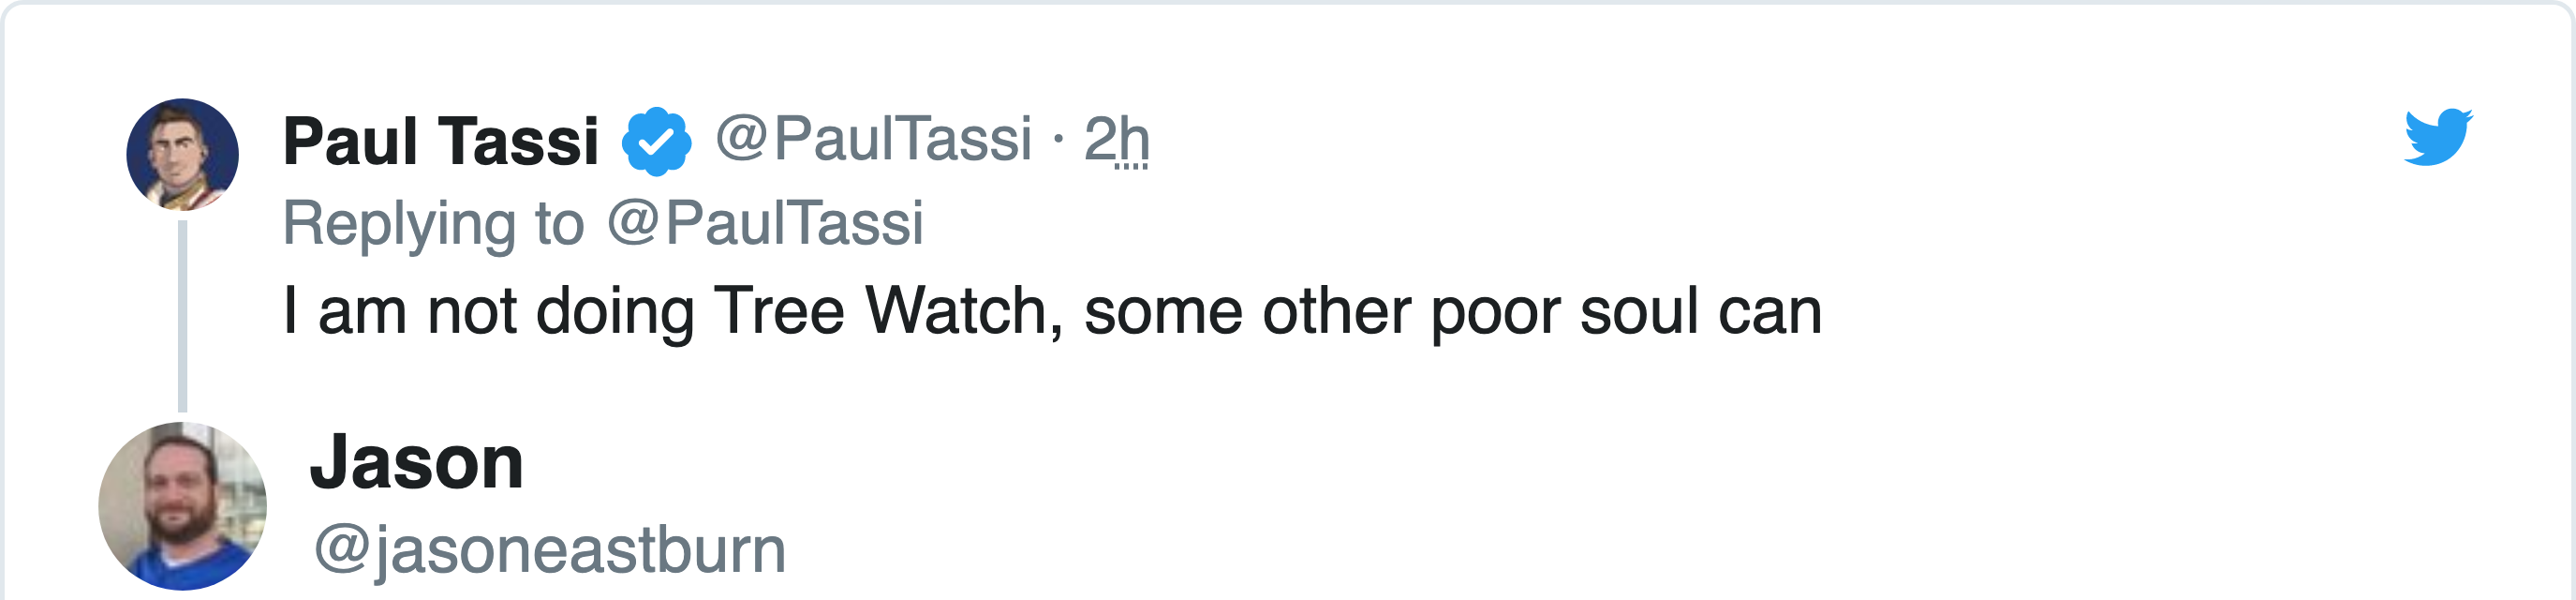 Paul Tassi @PaulTassi · 2h
Replying to @PaulTassi
I am not doing Tree Watch, some other poor soul can
Jason
@jasoneastburn